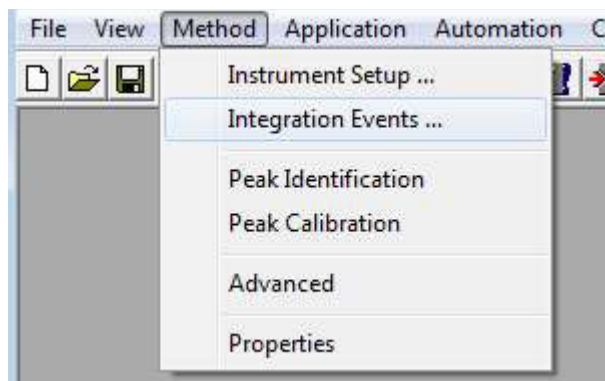 File View Method Application Automation C
Instrument Setup ...
Integration Events ...
Peak Identification
Peak Calibration
Advanced
Properties